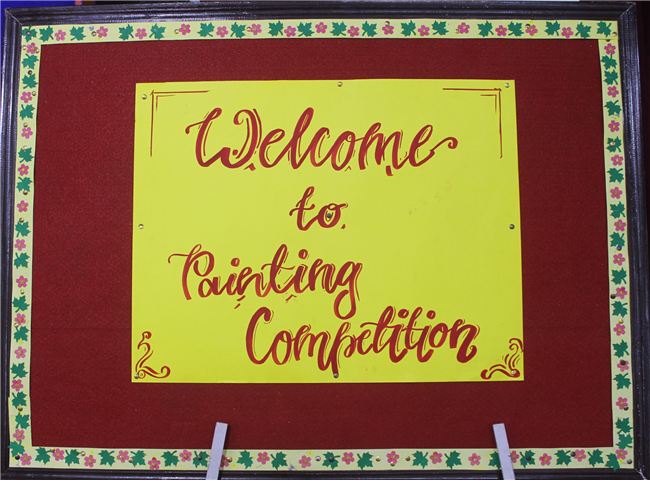 Welcome
to
Painting
Competition